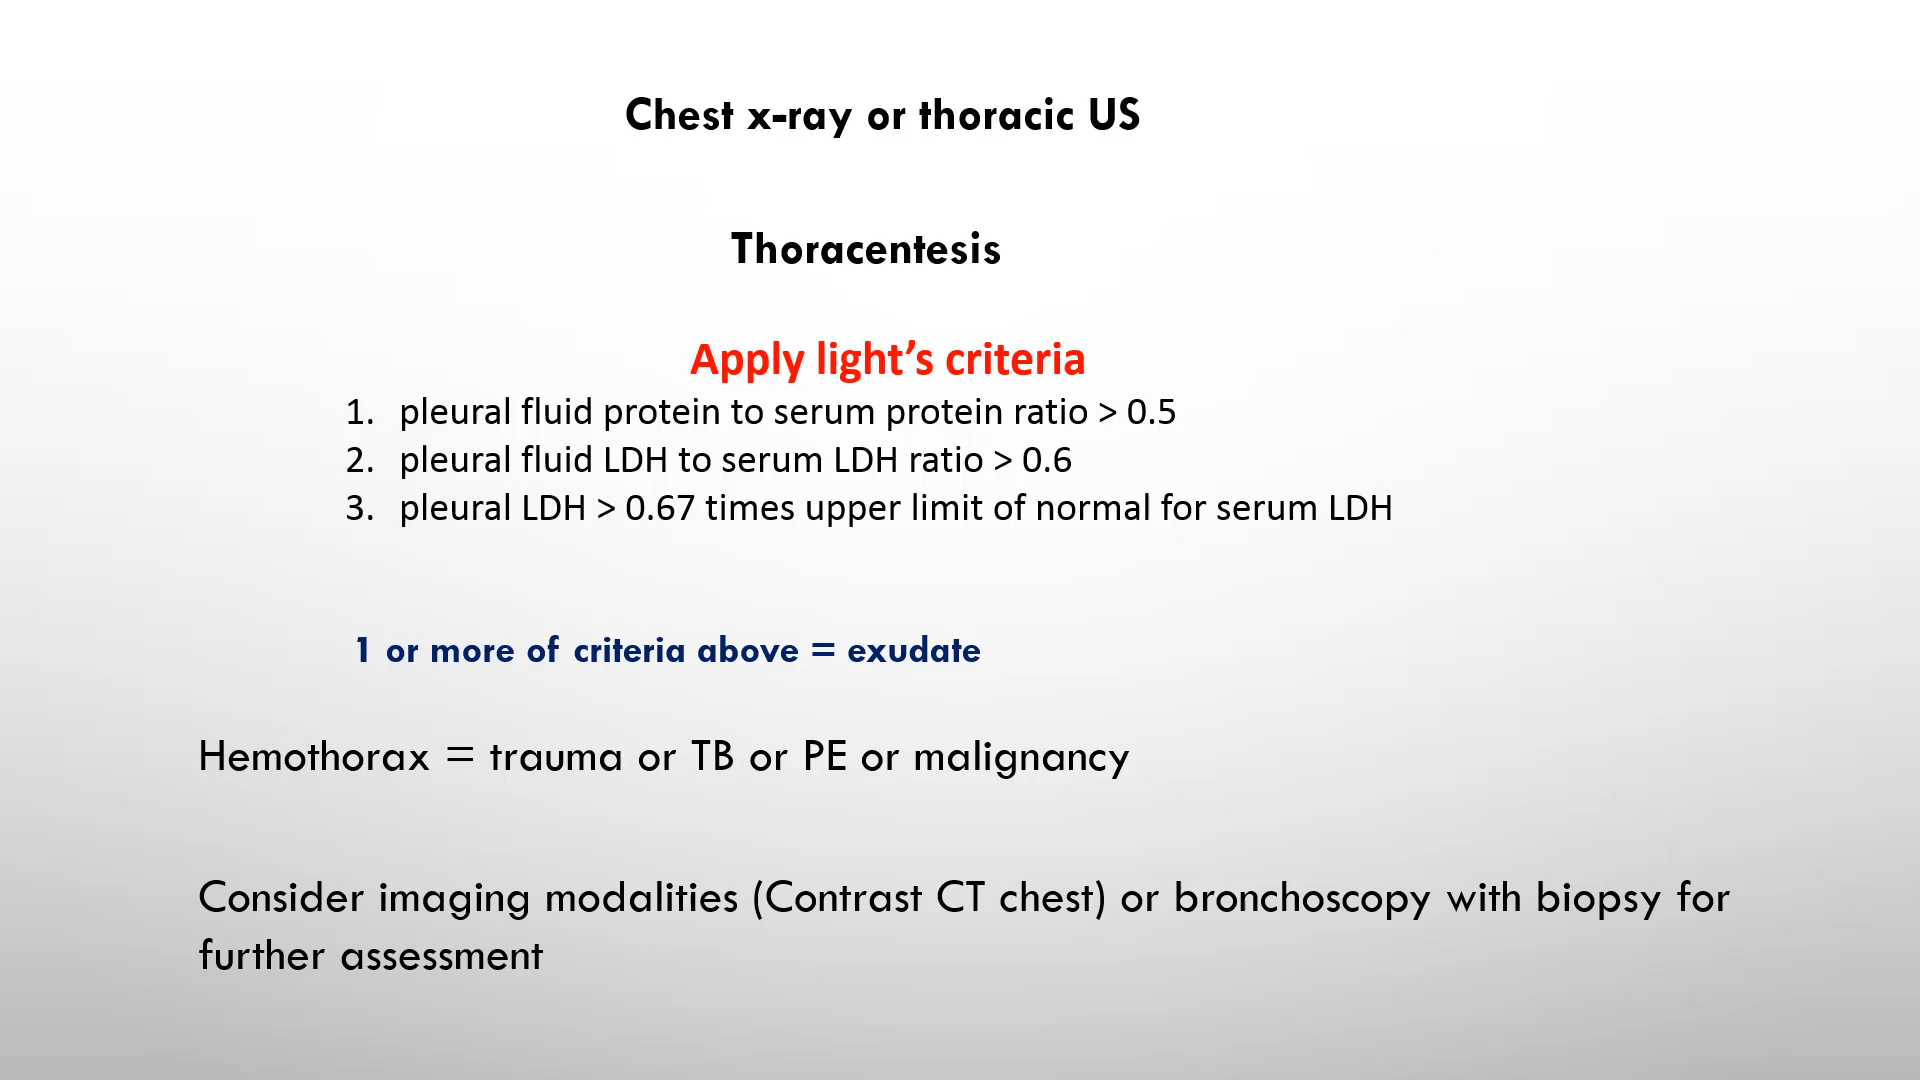 Chest x-ray or thoracic US
Thoracentesis
Apply light’s criteria
1. pleural fluid protein to serum protein ratio > 0.5
2. pleural fluid LDH to serum LDH ratio > 0.6
3. pleural LDH > 0.67 times upper limit of normal for serum LDH
1 or more of criteria above = exudate
Hemothorax = trauma or TB or PE or malignancy
Consider imaging modalities (Contrast CT chest) or bronchoscopy with biopsy for
further assessment